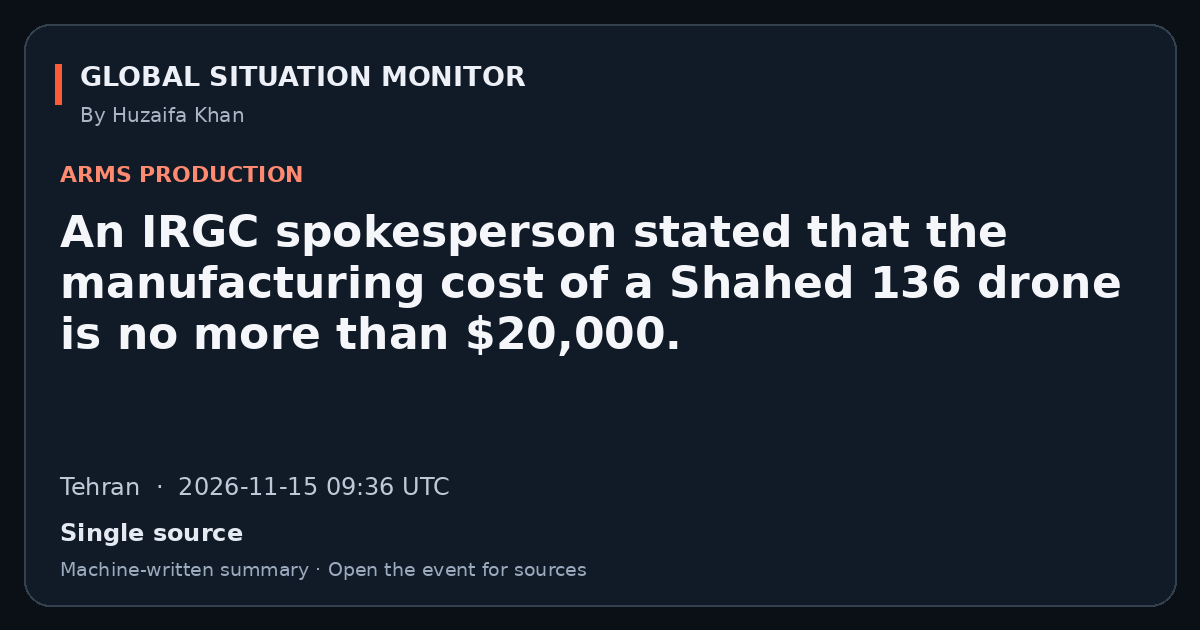 GLOBAL SITUATION MONITOR
By Huzaifa Khan
ARMS PRODUCTION
An IRGC spokesperson stated that the
manufacturing cost of a Shahed 136 drone
is no more than $20,000.
Tehran · 2026-11-15 09:36 UTC
Single source
Machine-written summary · Open the event for sources